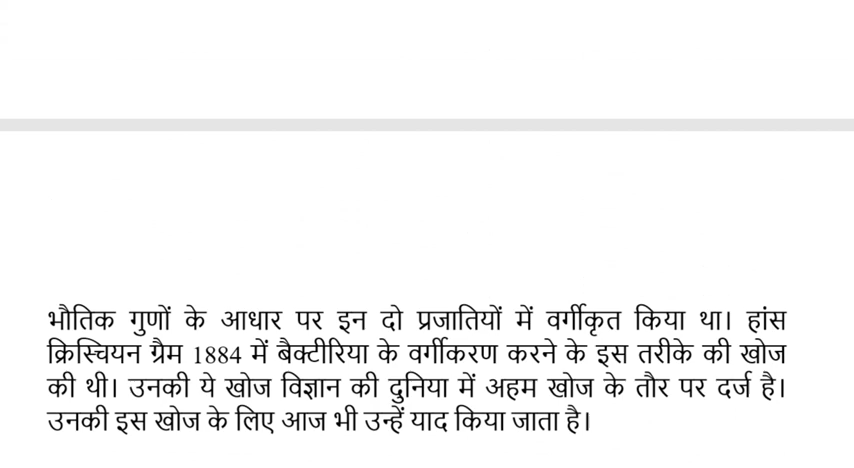 भौतिक गुणों के आधार पर इन दो प्रजातियों में वर्गीकृत किया था। हांस
क्रिस्चियन ग्रैम 1884 में बैक्टीरिया के वर्गीकरण करने के इस तरीके की खोज
की थी। उनकी ये खोज विज्ञान की दुनिया में अहम खोज के तौर पर दर्ज है।
उनकी इस खोज के लिए आज भी उन्हें याद किया जाता है।